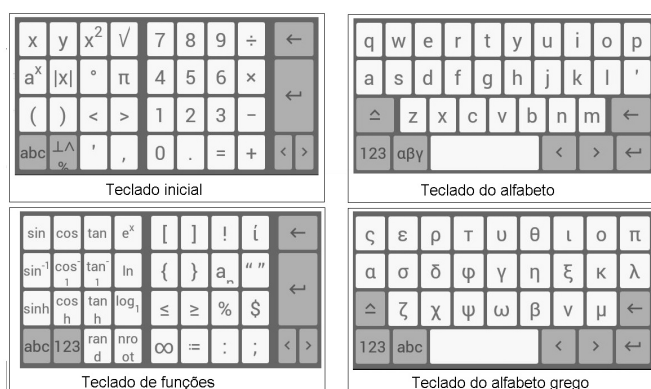 x y x² √ 7 8 9 ÷ ←
aˣ |x| ° π 4 5 6 × ↵
( ) < > 1 2 3 −
abc ⊥∧% ' , 0 . = + < >
Teclado inicial
q w e r t y u i o p
a s d f g h j k l '
z x c v b n m ←
123 αβγ < > ↵
Teclado do alfabeto
sin cos tan eˣ [ ] ! í ←
sin⁻¹ cos⁻¹ tan⁻¹ ln { } aₙ “ ” ↵
sinh cosh tanh log₁ ≤ ≥ % $
abc 123 rand nroot ∞ := : ; < >
Teclado de funções
ς ε ρ τ υ θ ι ο π
α σ δ φ γ η ξ κ λ
ζ χ ψ ω β ν μ ←
123 abc < > ↵
Teclado do alfabeto grego